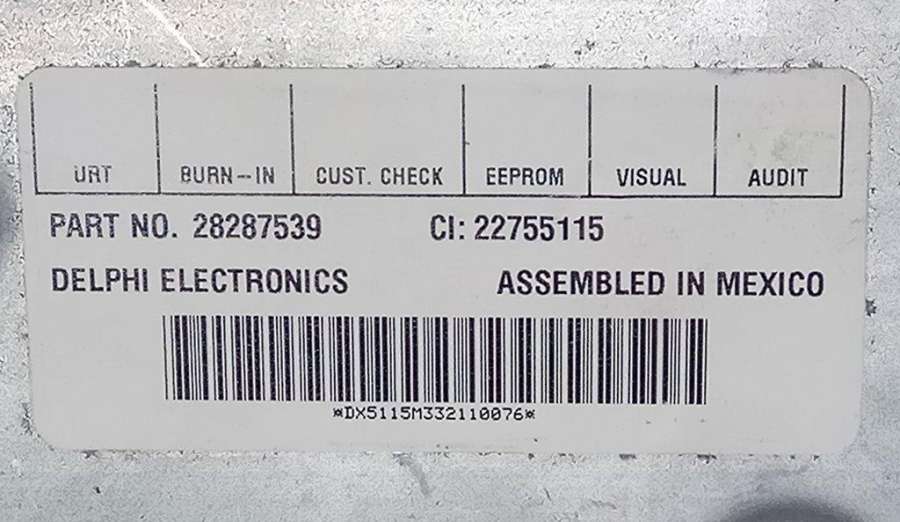 URT BURN-IN CUST. CHECK EEPROM VISUAL AUDIT
PART NO. 28287539 CI: 22755115
DELPHI ELECTRONICS ASSEMBLED IN MEXICO
*DX5115M332110076*